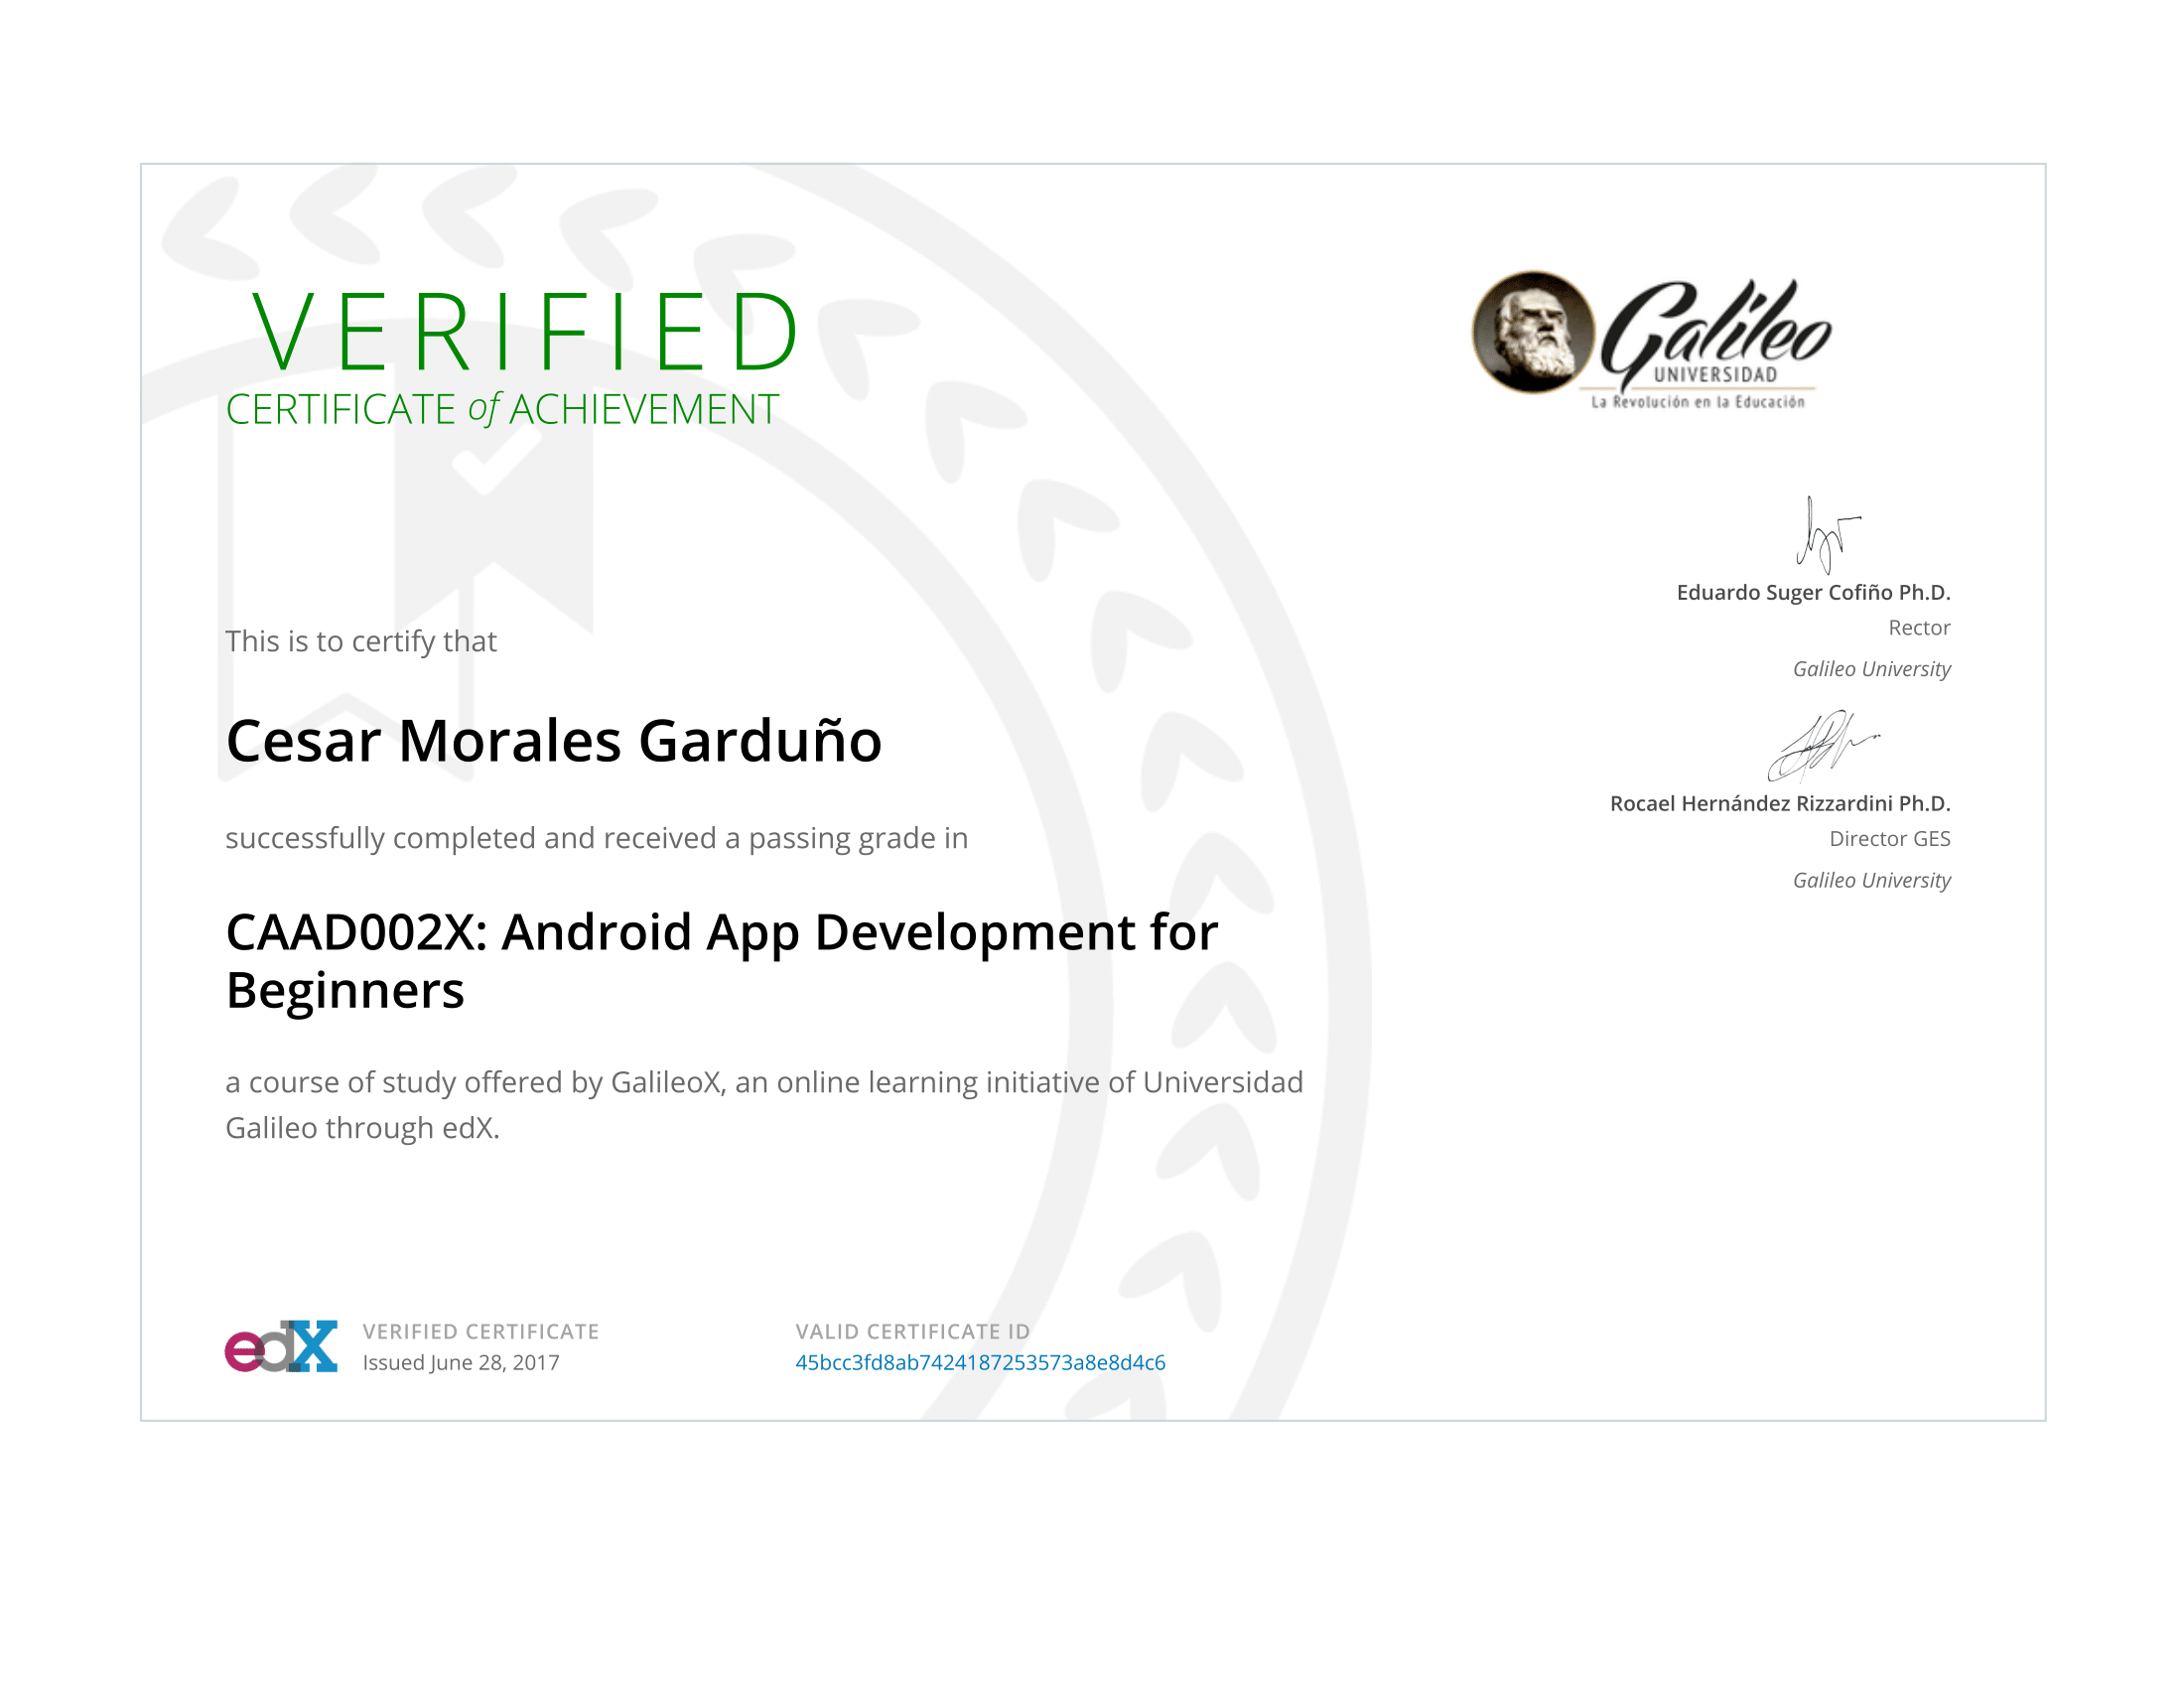 VERIFIED
CERTIFICATE of ACHIEVEMENT
This is to certify that
Cesar Morales Garduño
successfully completed and received a passing grade in
CAAD002X: Android App Development for
Beginners
a course of study offered by GalileoX, an online learning initiative of Universidad
Galileo through edX.
Galileo
UNIVERSIDAD
La Revolución en la Educación
Eduardo Suger Cofiño Ph.D.
Rector
Galileo University
Rocael Hernández Rizzardini Ph.D.
Director GES
Galileo University
edX
VERIFIED CERTIFICATE
Issued June 28, 2017
VALID CERTIFICATE ID
45bcc3fd8ab7424187253573a8e8d4c6